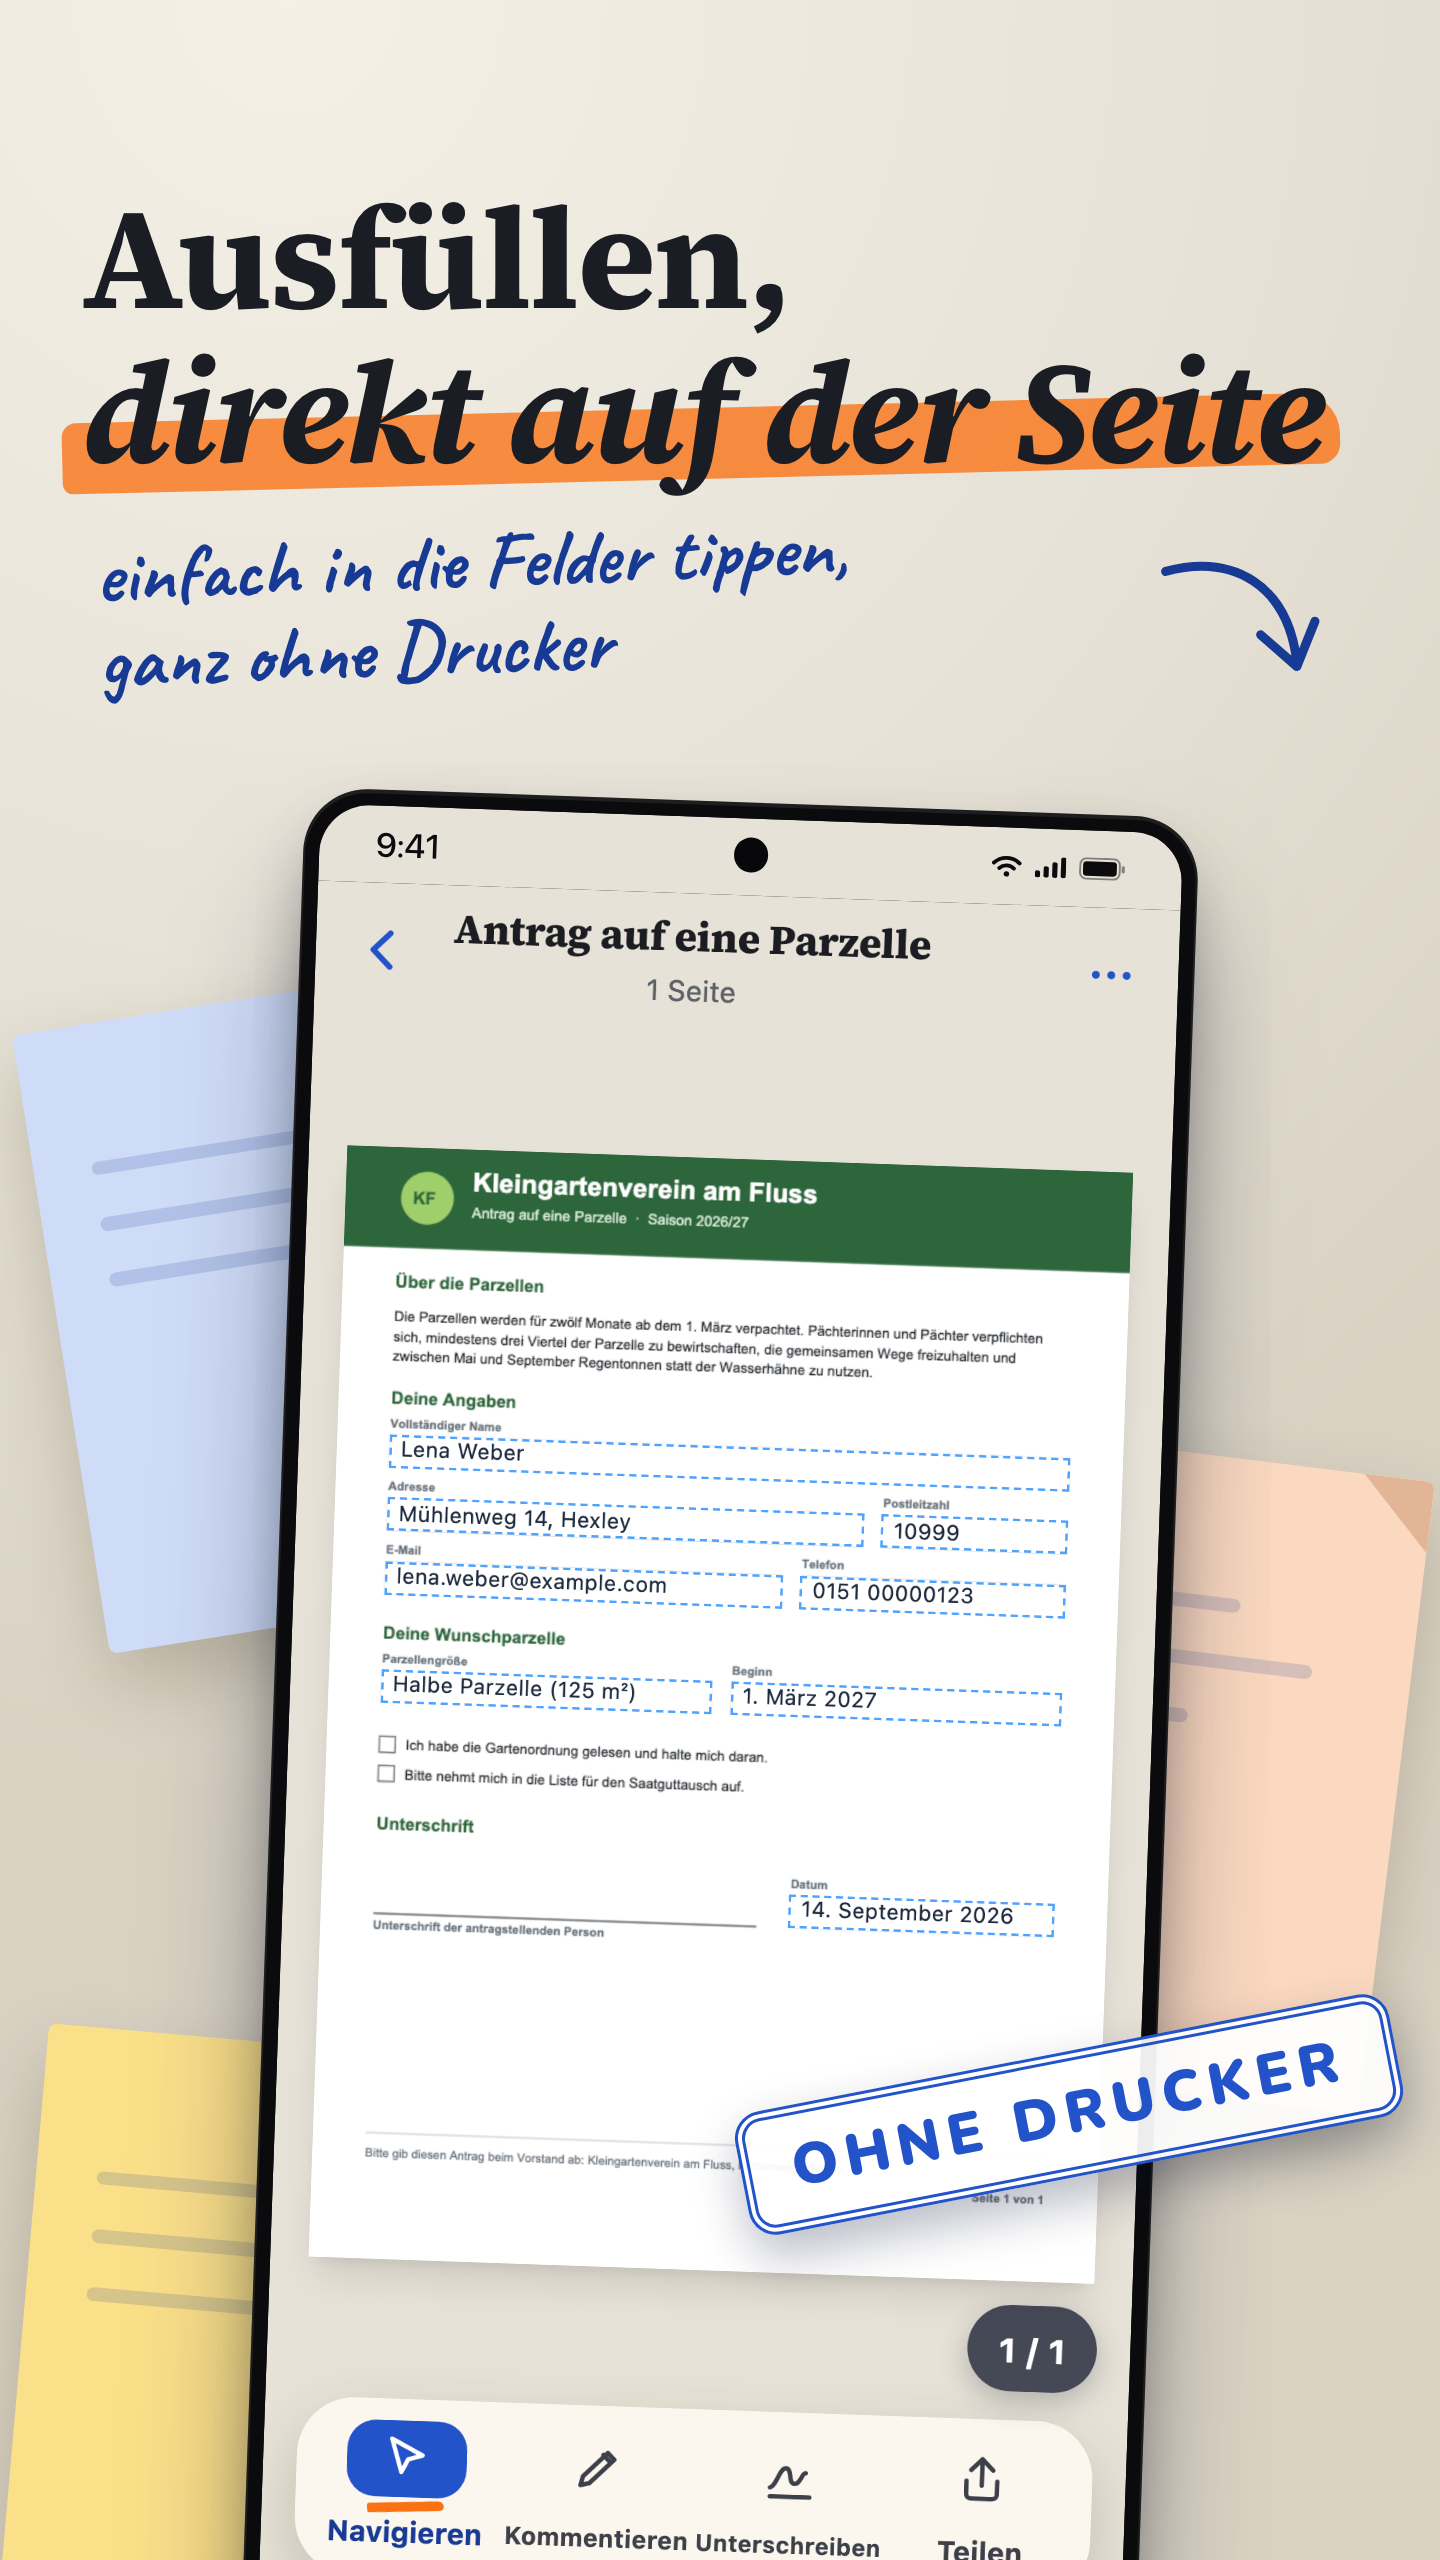 Ausfüllen,
direkt auf der Seite
einfach in die Felder tippen,
ganz ohne Drucker
9:41
Antrag auf eine Parzelle
1 Seite
KF
Kleingartenverein am Fluss
Antrag auf eine Parzelle · Saison 2026/27
Über die Parzellen
Die Parzellen werden für zwölf Monate ab dem 1. März verpachtet. Pächterinnen und Pächter verpflichten
sich, mindestens drei Viertel der Parzelle zu bewirtschaften, die gemeinsamen Wege freizuhalten und
zwischen Mai und September Regentonnen statt der Wasserhähne zu nutzen.
Deine Angaben
Vollständiger Name
Lena Weber
Adresse
Postleitzahl
Mühlenweg 14, Hexley
10999
E-Mail
Telefon
lena.weber@example.com
0151 00000123
Deine Wunschparzelle
Parzellengröße
Beginn
Halbe Parzelle (125 m²)
1. März 2027
Ich habe die Gartenordnung gelesen und halte mich daran.
Bitte nehmt mich in die Liste für den Saatguttausch auf.
Unterschrift
Datum
14. September 2026
Unterschrift der antragstellenden Person
OHNE DRUCKER
Bitte gib diesen Antrag beim Vorstand ab: Kleingartenverein am Fluss,
Seite 1 von 1
1 / 1
Navigieren
Kommentieren
Unterschreiben
Teilen